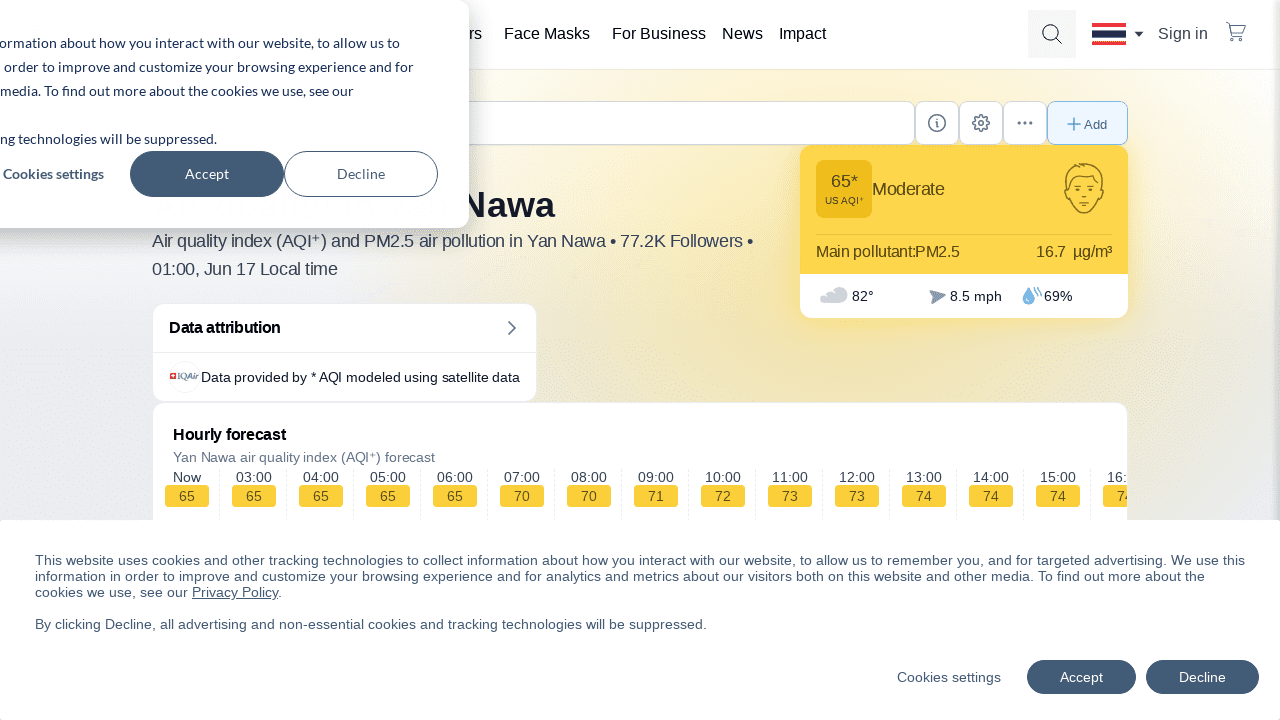 rs
Face Masks
For Business
News
Impact
Sign in
ormation about how you interact with our website, to allow us to
order to improve and customize your browsing experience and for
media. To find out more about the cookies we use, see our
ng technologies will be suppressed.
Cookies settings
Accept
Decline
Add
Nawa
Air quality index (AQI⁺) and PM2.5 air pollution in Yan Nawa • 77.2K Followers •
01:00, Jun 17 Local time
65*
US AQI⁺
Moderate
Main pollutant:PM2.5
16.7 µg/m³
82°
8.5 mph
69%
Data attribution
IQAir
Data provided by * AQI modeled using satellite data
Hourly forecast
Yan Nawa air quality index (AQI⁺) forecast
Now 03:00 04:00 05:00 06:00 07:00 08:00 09:00 10:00 11:00 12:00 13:00 14:00 15:00 16:
65 65 65 65 65 70 70 71 72 73 73 74 74 74 74
This website uses cookies and other tracking technologies to collect information about how you interact with our website, to allow us to remember you, and for targeted advertising. We use this
information in order to improve and customize your browsing experience and for analytics and metrics about our visitors both on this website and other media. To find out more about the
cookies we use, see our Privacy Policy.
By clicking Decline, all advertising and non-essential cookies and tracking technologies will be suppressed.
Cookies settings
Accept
Decline